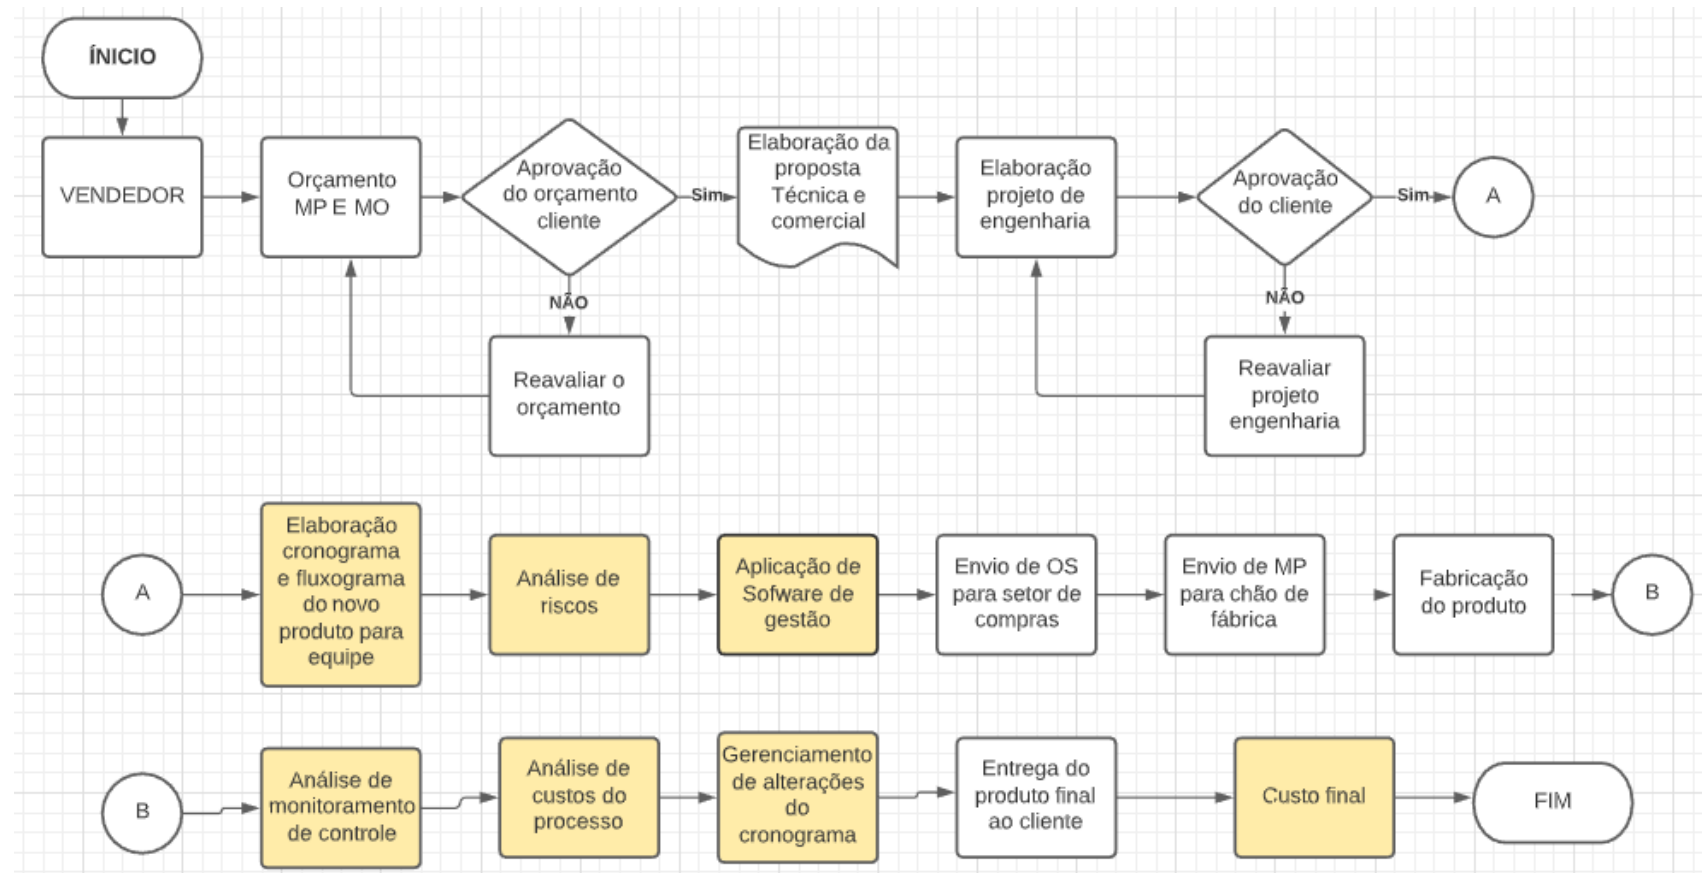 ÍNICIO
VENDEDOR
Orçamento
MP E MO
Aprovação
do orçamento
cliente
Sim
NÃO
Reavaliar o
orçamento
Elaboração da
proposta
Técnica e
comercial
Elaboração
projeto de
engenharia
Aprovação
do cliente
Sim
A
NÃO
Reavaliar
projeto
engenharia
A
Elaboração
cronograma
e fluxograma
do novo
produto para
equipe
Análise de
riscos
Aplicação de
Sofware de
gestão
Envio de OS
para setor de
compras
Envio de MP
para chão de
fábrica
Fabricação
do produto
B
B
Análise de
monitoramento
de controle
Análise de
custos do
processo
Gerenciamento
de alterações
do
cronograma
Entrega do
produto final
ao cliente
Custo final
FIM